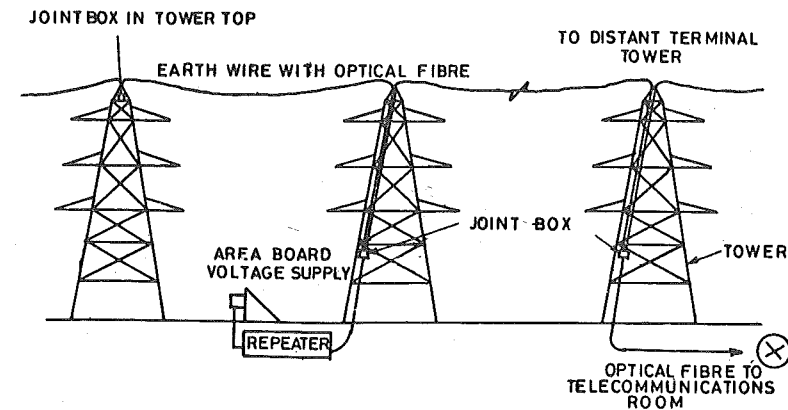 JOINT BOX IN TOWER TOP
EARTH WIRE WITH OPTICAL FIBRE
TO DISTANT TERMINAL
TOWER
JOINT BOX
AREA BOARD
VOLTAGE SUPPLY
TOWER
REPEATER
OPTICAL FIBRE TO
TELECOMMUNICATIONS
ROOM